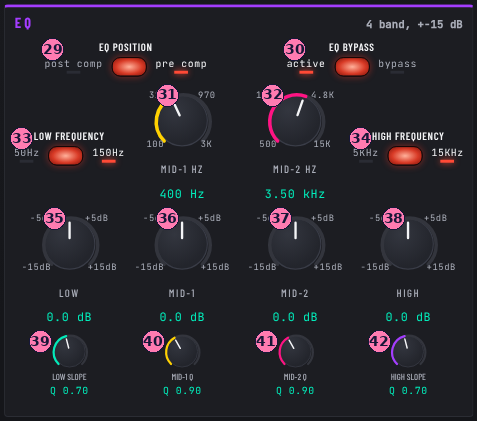 EQ
4 band, +-15 dB
29
EQ POSITION
30
EQ BYPASS
post comp
pre comp
active
bypass
31
970
32
4.8K
33
LOW FREQUENCY
34
HIGH FREQUENCY
50Hz
150Hz
100
3K
500
15K
5KHz
15KHz
MID-1 HZ
MID-2 HZ
400 Hz
3.50 kHz
35
+5dB
36
+5dB
37
+5dB
38
+5dB
-15dB
+15dB
-15dB
+15dB
-15dB
+15dB
-15dB
+15dB
LOW
MID-1
MID-2
HIGH
0.0 dB
0.0 dB
0.0 dB
0.0 dB
39
40
41
42
LOW SLOPE
MID-1 Q
MID-2 Q
HIGH SLOPE
Q 0.70
Q 0.90
Q 0.90
Q 0.70